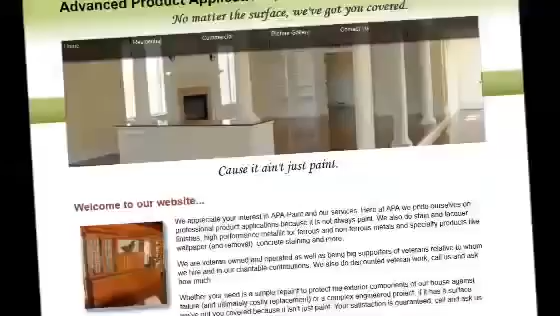 Advanced Product
No matter the surface, we've got you covered.
Home Residential Commercial Picture Gallery Contact Us
Cause it ain't just paint.
Welcome to our website...
We appreciate your interest in APA Paint and our services. Here at APA we pride ourselves on
professional product applications because it is not always paint. We also do stain and lacquer
finishes, high performance metallic for ferrous and non ferrous metals and specialty products like
wallpaper (and removal), concrete staining and more.
We are veteran owned and operated as well as being big supporters of veterans relative to whom
we hire and in our charitable contributions. We also do discounted veteran work, call us and ask
how much
Whether your need is a simple repaint to protect the exterior components of our house against
failure (and ultimately costly replacement) or a complex engineered project, if it has a surface
we've got you covered because it isn't just paint. Your satisfaction is guaranteed, call and ask us